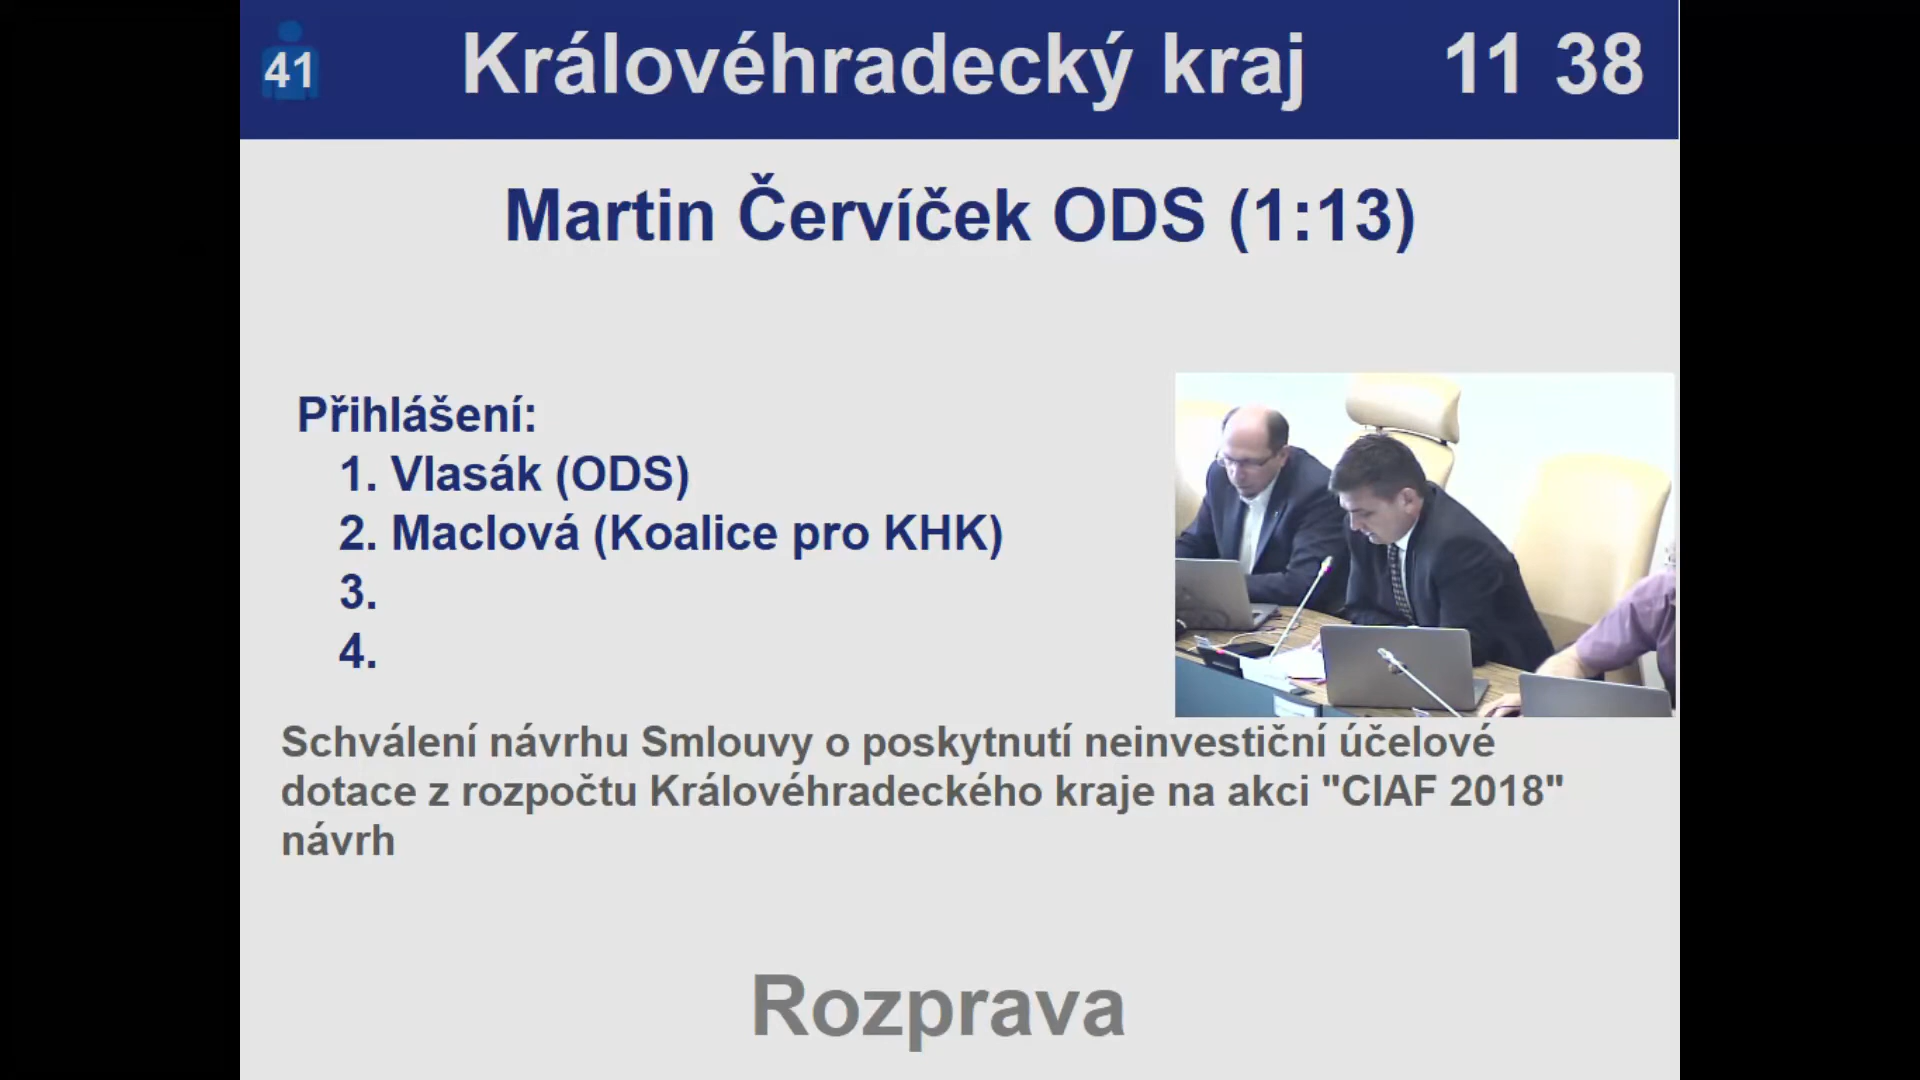 41
Královéhradecký kraj
11 38
Martin Červíček ODS (1:13)
Přihlášení:
1. Vlasák (ODS)
2. Maclová (Koalice pro KHK)
3.
4.
Schválení návrhu Smlouvy o poskytnutí neinvestiční účelové
dotace z rozpočtu Královéhradeckého kraje na akci "CIAF 2018"
návrh
Rozprava